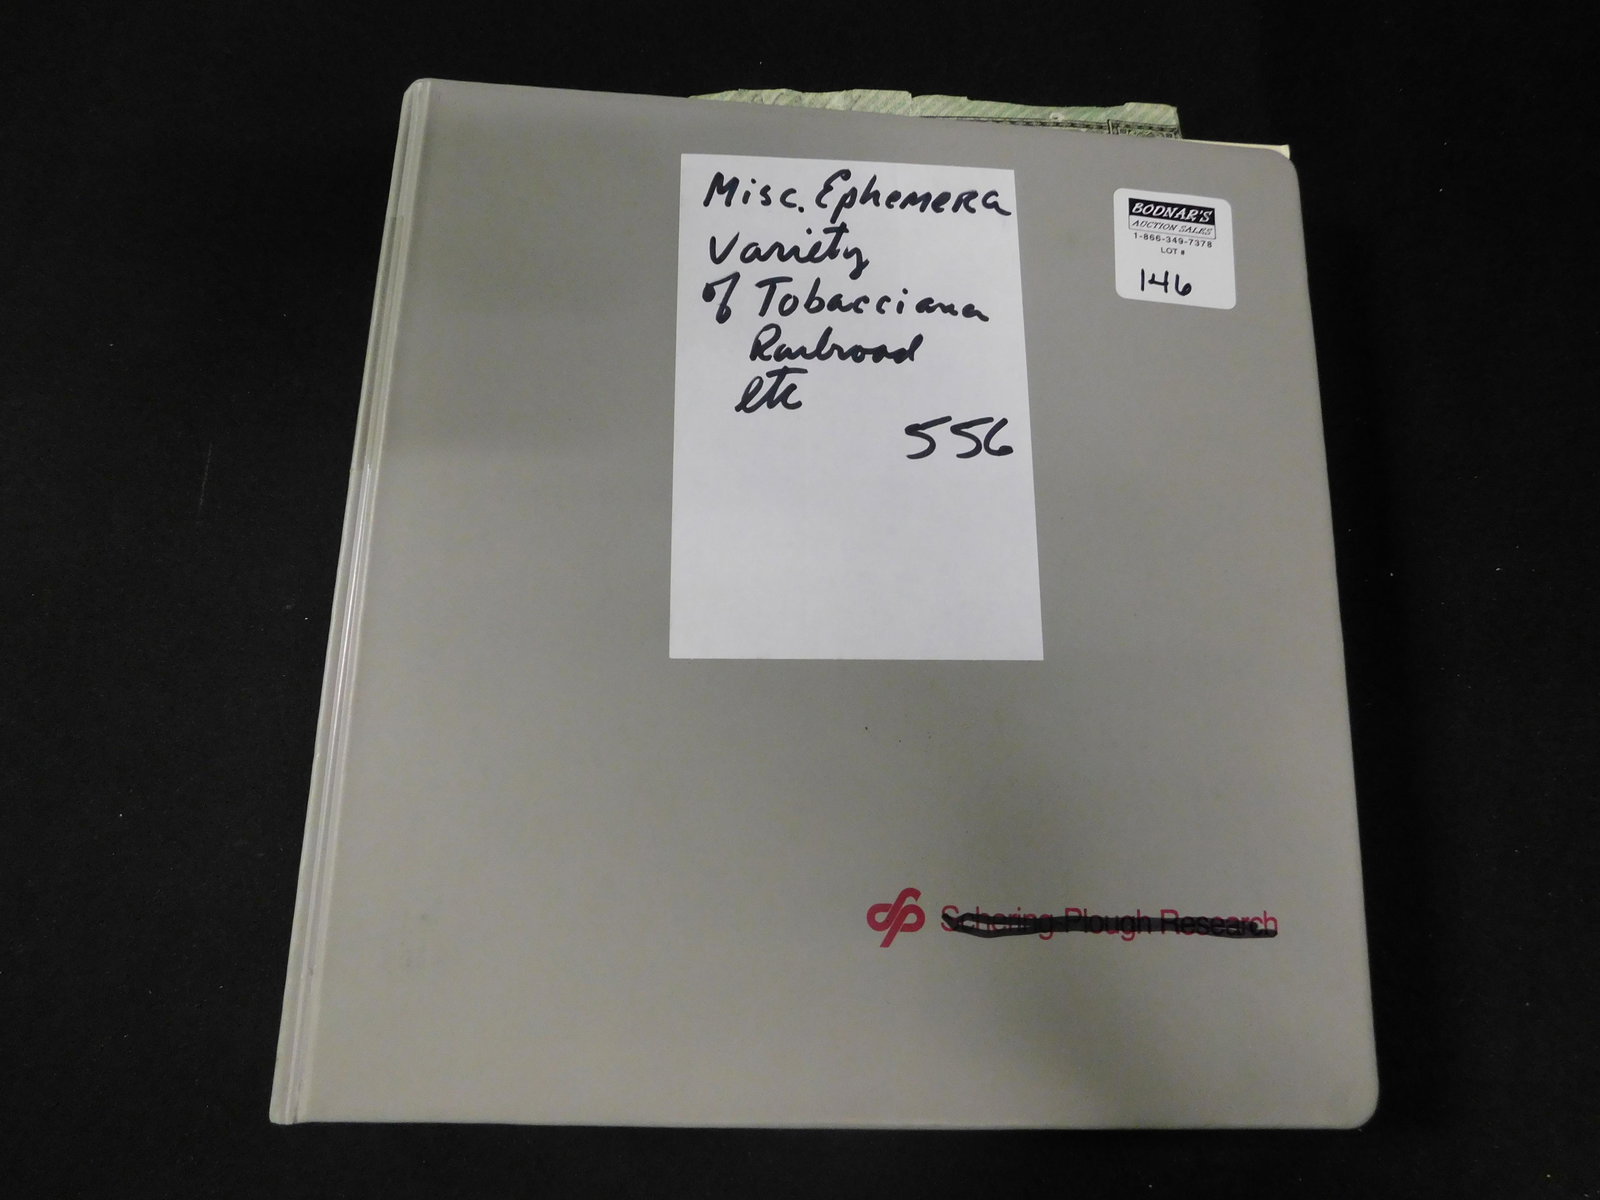 Misc. Ephemera
Variety
of Tobacciana
Railroad
etc
556
BODNAR'S
AUCTION SALES
1-866-349-7378
LOT #
146
Schering-Plough Research